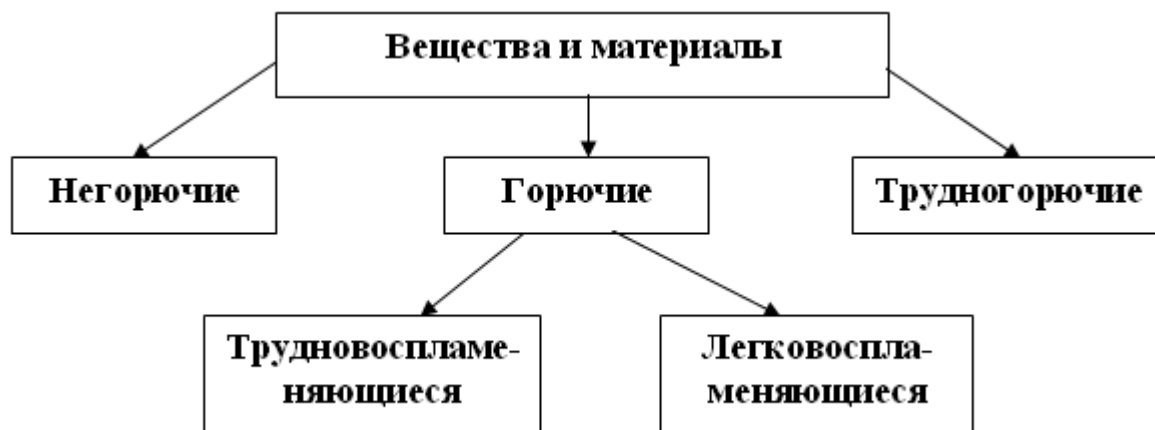 Вещества и материалы
Негорючие
Горючие
Трудногорючие
Трудновоспламе-
няющиеся
Легковоспла-
меняющиеся